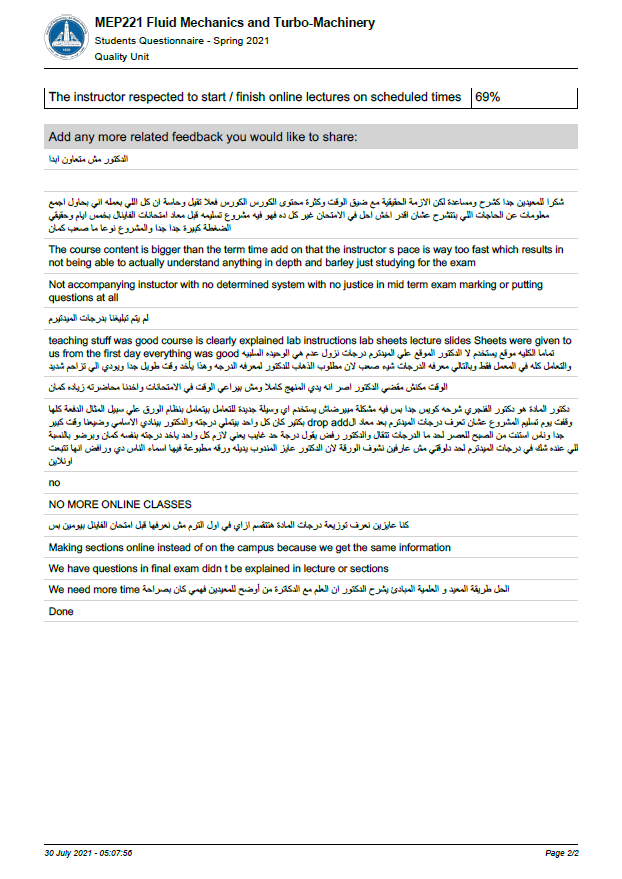 MEP221 Fluid Mechanics and Turbo-Machinery
Students Questionnaire - Spring 2021
Quality Unit
The instructor respected to start / finish online lectures on scheduled times 69%
Add any more related feedback you would like to share:
الدكتور مش متعاون ابدا
شكرا للمعيدين جدا كشرح ومساعدة لكن الازمة الحقيقية مع ضيق الوقت وكثرة محتوى الكورس الكورس فعلا تقيل وحاسة ان كل اللي بعمله اني بحاول اجمع
معلومات عن الحاجات اللي بتتشرح عشان اقدر اخش احل في الامتحان غير كل ده فهو فيه مشروع تسليمه قبل معاد امتحانات الفاينال بخمس ايام وحقيقي
الضغطة كبيرة جدا جدا والمشروع نوعا ما صعب كمان
The course content is bigger than the term time add on that the instructor s pace is way too fast which results in
not being able to actually understand anything in depth and barley just studying for the exam
Not accompanying instuctor with no determined system with no justice in mid term exam marking or putting
questions at all
لم يتم تبليغنا بدرجات الميدتيرم
teaching stuff was good course is clearly explained lab instructions lab sheets lecture slides Sheets were given to
us from the first day everything was good تماما الكليه موقع يستخدم لا الدكتور الموقع علي الميدترم درجات نزول عدم هي الوحيده السلبيه
والتعامل كله في المعمل فقط وبالتالي معرفه الدرجات شبه صعب لان مطلوب الذهاب للدكتور لمعرفه الدرجه وهذا يأخد وقت طويل جدا ويودي الي تزاحم شديد
الوقت مكنش مقضي الدكتور اصر انه يدي المنهج كاملا ومش بيراعي الوقت في الامتحانات واخدنا محاضرته زياده كمان
دكتور المادة هو دكتور الفنجري شرحه كويس جدا بس فيه مشكلة مبيرضاش يستخدم اي وسيلة جديدة للتعامل بيتعامل بنظام الورق علي سبيل المثال الدفعة كلها
وقفت يوم تسليم المشروع عشان تعرف درجات الميدترم بعد معاد الdrop add بكتير كان كل واحد بيتملي درجته والدكتور بينادي الاسامي وضيعنا وقت كبير
جدا وناس استنت من الصبح للعصر لحد ما الدرجات تتقال والدكتور رفض يقول درجة حد غايب يعني لازم كل واحد ياخد درجته بنفسه كمان وبرضو بالنسبة
للي عنده شك في درجات الميدترم لحد دلوقتي مش عارفين نشوف الورقة لان الدكتور عايز المندوب يديله ورقه مطبوعة فيها اسماء الناس دي ورافض انها تتبعت
اونلاين
no
NO MORE ONLINE CLASSES
كنا عايزين نعرف توزيعة درجات المادة هتتقسم ازاي في اول الترم مش نعرفها قبل امتحان الفاينل بيومين بس
Making sections online instead of on the campus because we get the same information
We have questions in final exam didn t be explained in lecture or sections
We need more time الحل طريقة المعيد و العلمية المبادئ يشرح الدكتور ان العلم مع الدكاترة من أوضح للمعيدين فهمي كان بصراحة
Done
30 July 2021 - 05:07:56 Page 2/2